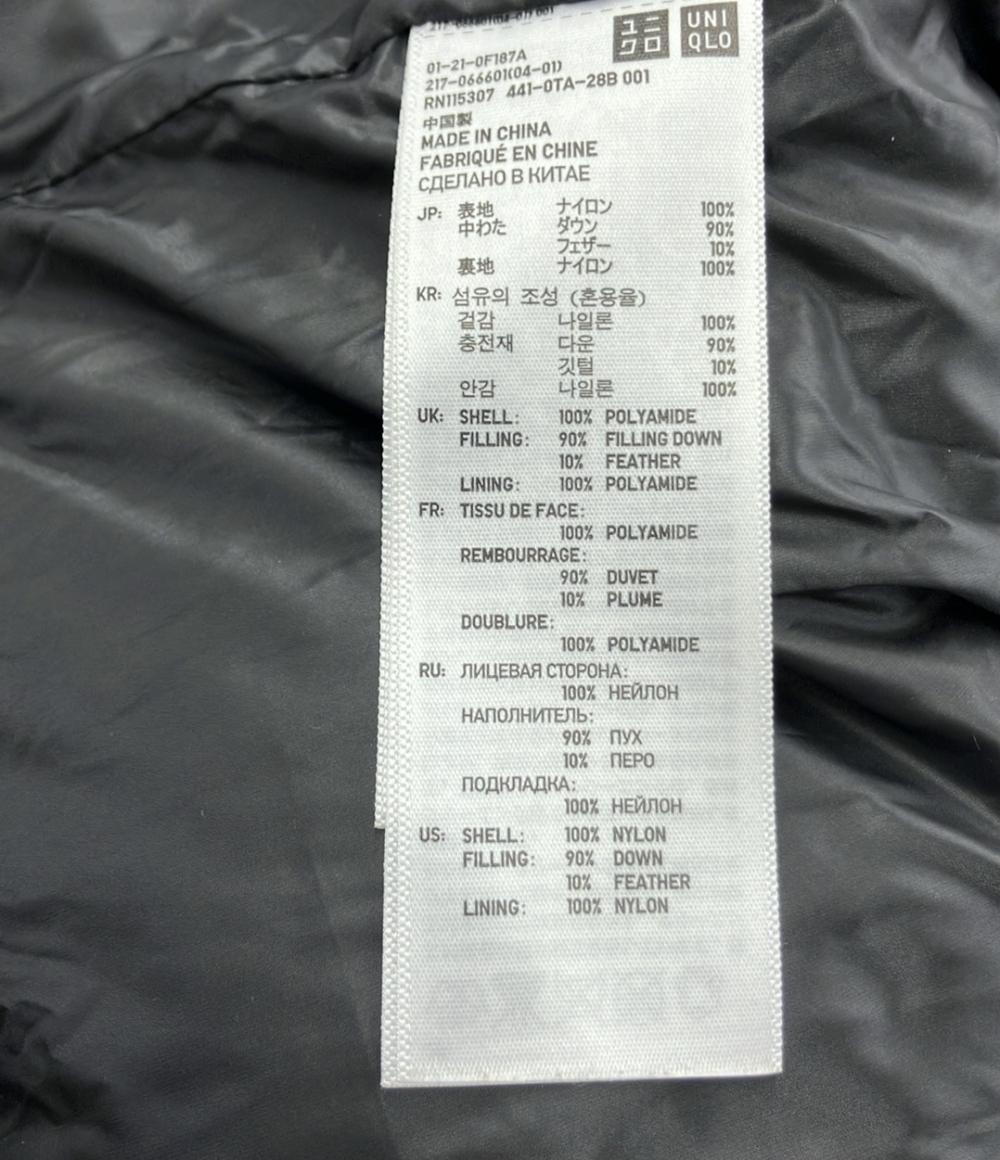 ユニ
クロ
UNI
QLO
01-21-0F187A
217-066601(04-01)
RN115307 441-0TA-28B 001
中国製
MADE IN CHINA
FABRIQUÉ EN CHINE
СДЕЛАНО В КИТАЕ
JP: 表地 ナイロン 100%
中わた ダウン 90%
フェザー 10%
裏地 ナイロン 100%
KR: 섬유의 조성 (혼용율)
겉감 나일론 100%
충전재 다운 90%
깃털 10%
안감 나일론 100%
UK: SHELL: 100% POLYAMIDE
FILLING: 90% FILLING DOWN
10% FEATHER
LINING: 100% POLYAMIDE
FR: TISSU DE FACE:
100% POLYAMIDE
REMBOURRAGE:
90% DUVET
10% PLUME
DOUBLURE:
100% POLYAMIDE
RU: ЛИЦЕВАЯ СТОРОНА:
100% НЕЙЛОН
НАПОЛНИТЕЛЬ:
90% ПУХ
10% ПЕРО
ПОДКЛАДКА:
100% НЕЙЛОН
US: SHELL: 100% NYLON
FILLING: 90% DOWN
10% FEATHER
LINING: 100% NYLON